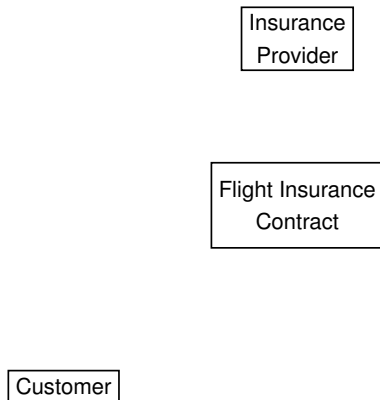 Insurance
Provider
Flight Insurance
Contract
Customer